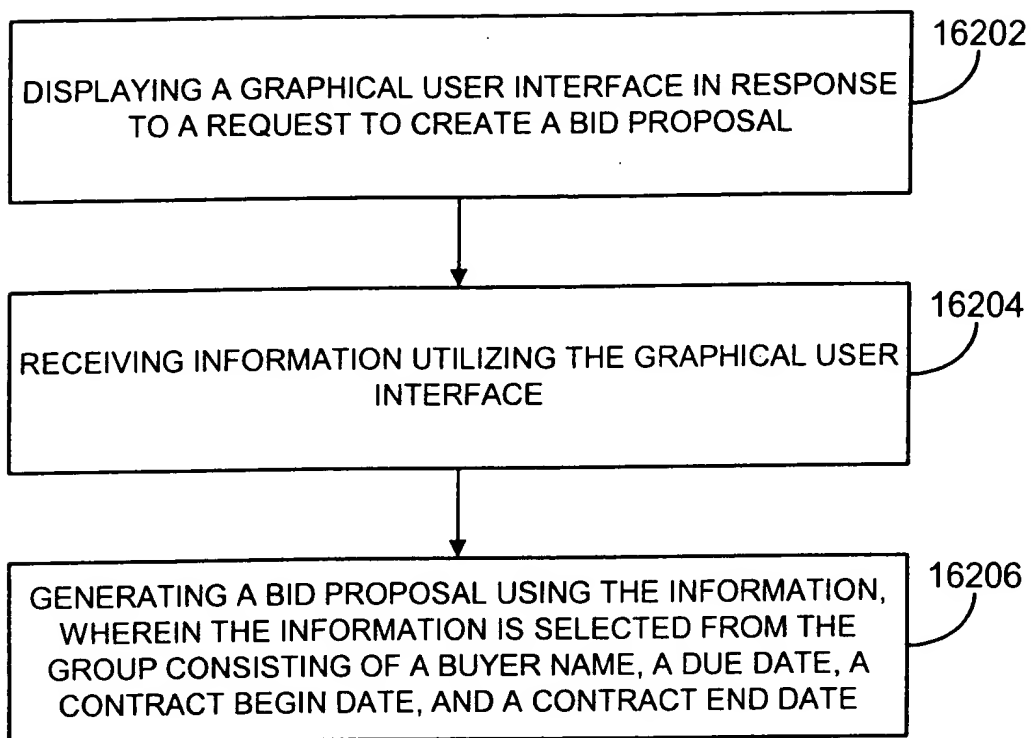 16202
DISPLAYING A GRAPHICAL USER INTERFACE IN RESPONSE
TO A REQUEST TO CREATE A BID PROPOSAL
16204
RECEIVING INFORMATION UTILIZING THE GRAPHICAL USER
INTERFACE
16206
GENERATING A BID PROPOSAL USING THE INFORMATION,
WHEREIN THE INFORMATION IS SELECTED FROM THE
GROUP CONSISTING OF A BUYER NAME, A DUE DATE, A
CONTRACT BEGIN DATE, AND A CONTRACT END DATE